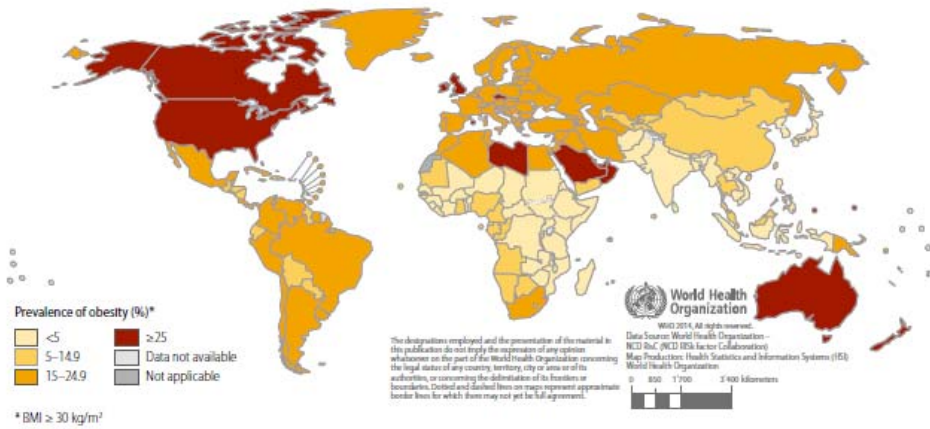 Prevalence of obesity (%)*
<5
5–14.9
15–24.9
≥25
Data not available
Not applicable
* BMI ≥ 30 kg/m²
The designations employed and the presentation of the material in
this publication do not imply the expression of any opinion
whatsoever on the part of the World Health Organization concerning
the legal status of any country, territory, city or area or of its
authorities, or concerning the delimitation of its frontiers or
boundaries. Dotted and dashed lines on maps represent approximate
border lines for which there may not yet be full agreement.
World Health
Organization
WHO 2014, All rights reserved.
Data Source: World Health Organization –
NCD RisC (NCD RISk factor Collaboration)
Map Production: Health Statistics and Information Systems (HSI)
World Health Organization
0 850 1'700 3'400 kilometers